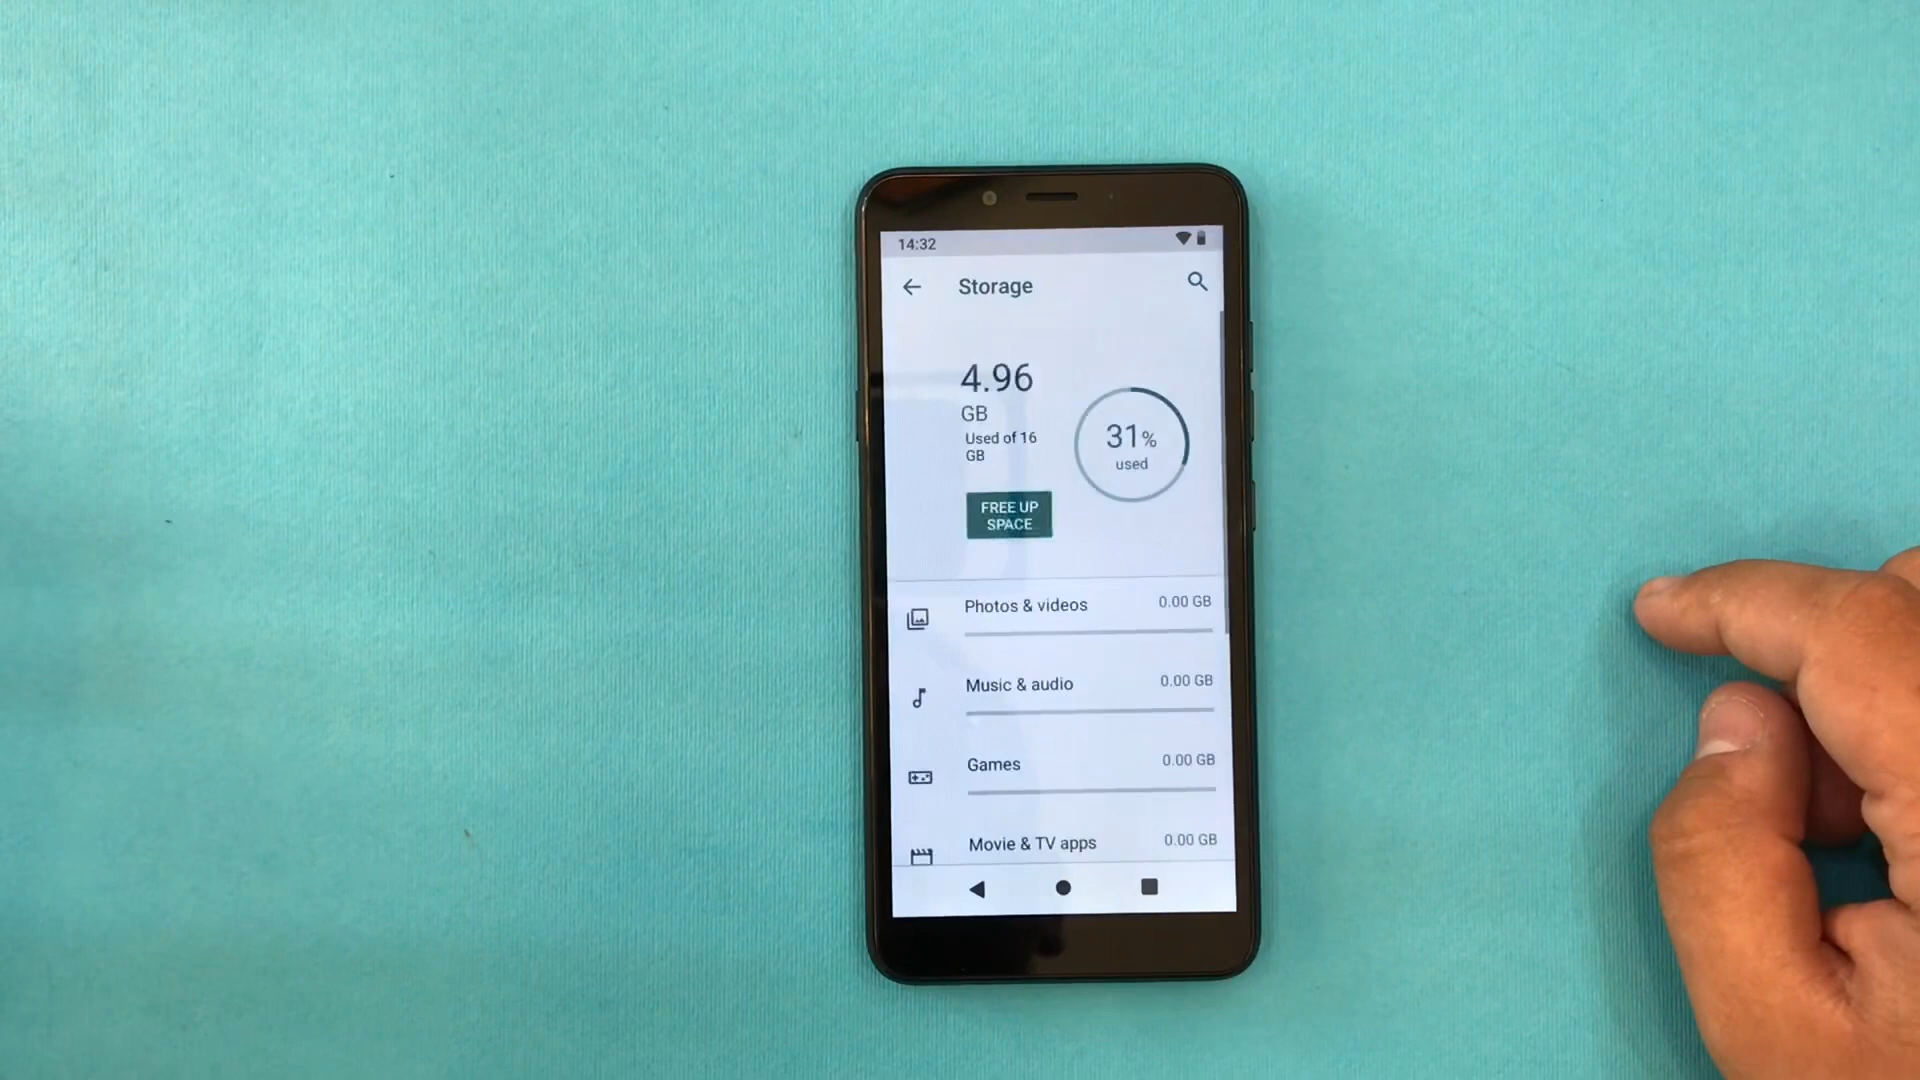 14:32
Storage
4.96
GB
Used of 16
GB
31%
used
FREE UP
SPACE
Photos & videos 0.00 GB
Music & audio 0.00 GB
Games 0.00 GB
Movie & TV apps 0.00 GB